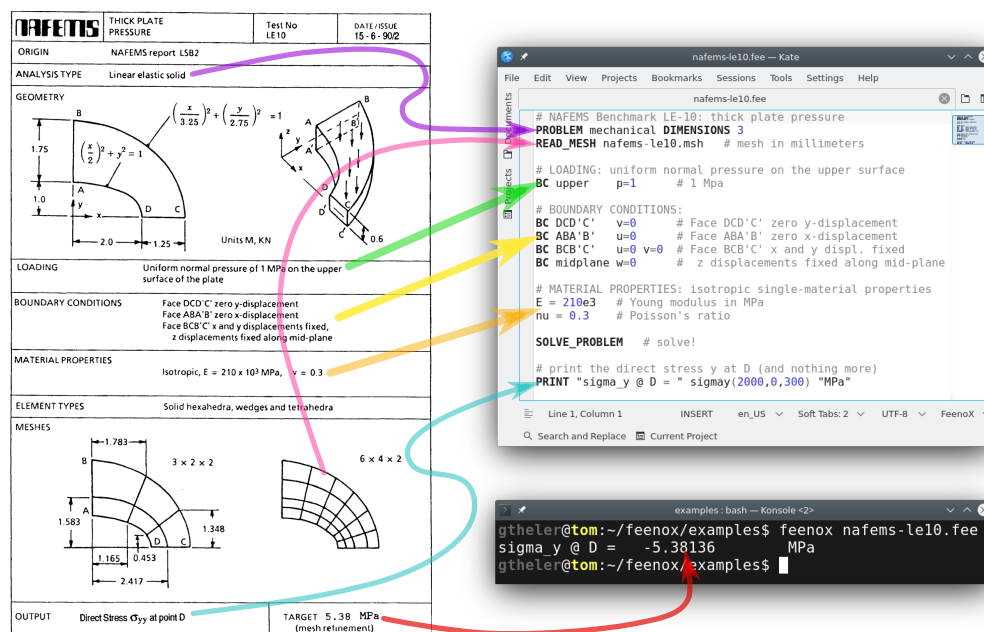 NAFEMS
THICK PLATE
PRESSURE
Test No
LE10
DATE / ISSUE
15 - 6 - 90/2
ORIGIN
NAFEMS report LSB2
ANALYSIS TYPE
Linear elastic solid
GEOMETRY
(x/3.25)² + (y/2.75)² = 1
(x/2)² + y² = 1
B
1.75
A
1.0
y
x
D
C
2.0
1.25
Units M, KN
B
A
B'
z
y
A'
x
D
D'
C
C'
0.6
LOADING
Uniform normal pressure of 1 MPa on the upper
surface of the plate
BOUNDARY CONDITIONS
Face DCD'C' zero y-displacement
Face ABA'B' zero x-displacement
Face BCB'C' x and y displacements fixed,
z displacements fixed along mid-plane
MATERIAL PROPERTIES
Isotropic, E = 210 x 10³ MPa, ν = 0.3
ELEMENT TYPES
Solid hexahedra, wedges and tetrahedra
MESHES
1.783
B
3 × 2 × 2
6 × 4 × 2
A
1.583
D
C
1.348
1.165
0.453
2.417
OUTPUT
Direct Stress σyy at point D
TARGET 5.38 MPa
(mesh refinement)
nafems-le10.fee — Kate
File Edit View Projects Bookmarks Sessions Tools Settings Help
nafems-le10.fee
Documents
Projects
# NAFEMS Benchmark LE-10: thick plate pressure
PROBLEM mechanical DIMENSIONS 3
READ_MESH nafems-le10.msh # mesh in millimeters
# LOADING: uniform normal pressure on the upper surface
BC upper p=1 # 1 Mpa
# BOUNDARY CONDITIONS:
BC DCD'C' v=0 # Face DCD'C' zero y-displacement
BC ABA'B' u=0 # Face ABA'B' zero x-displacement
BC BCB'C' u=0 v=0 # Face BCB'C' x and y displ. fixed
BC midplane w=0 # z displacements fixed along mid-plane
# MATERIAL PROPERTIES: isotropic single-material properties
E = 210e3 # Young modulus in MPa
nu = 0.3 # Poisson's ratio
SOLVE_PROBLEM # solve!
# print the direct stress y at D (and nothing more)
PRINT "sigma_y @ D = " sigmay(2000,0,300) "MPa"
Line 1, Column 1 INSERT en_US Soft Tabs: 2 UTF-8 FeenoX
Search and Replace Current Project
examples : bash — Konsole <2>
gtheler@tom:~/feenox/examples$ feenox nafems-le10.fee
sigma_y @ D = -5.38136 MPa
gtheler@tom:~/feenox/examples$